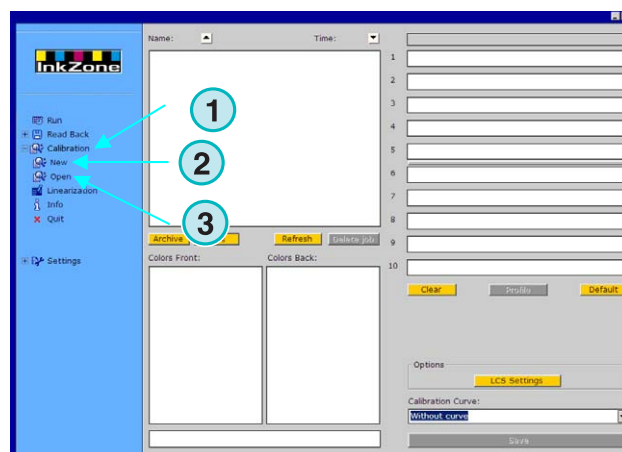 InkZone
Run
Read Back
Calibration
New
Open
Linearization
Info
Quit
Settings
1
2
3
Name:
Time:
Archive
Refresh
Delete job
Colors Front:
Colors Back:
1
2
3
4
5
6
7
8
9
10
Clear
Profile
Default
Options
LCS Settings
Calibration Curve:
Without curve
Save